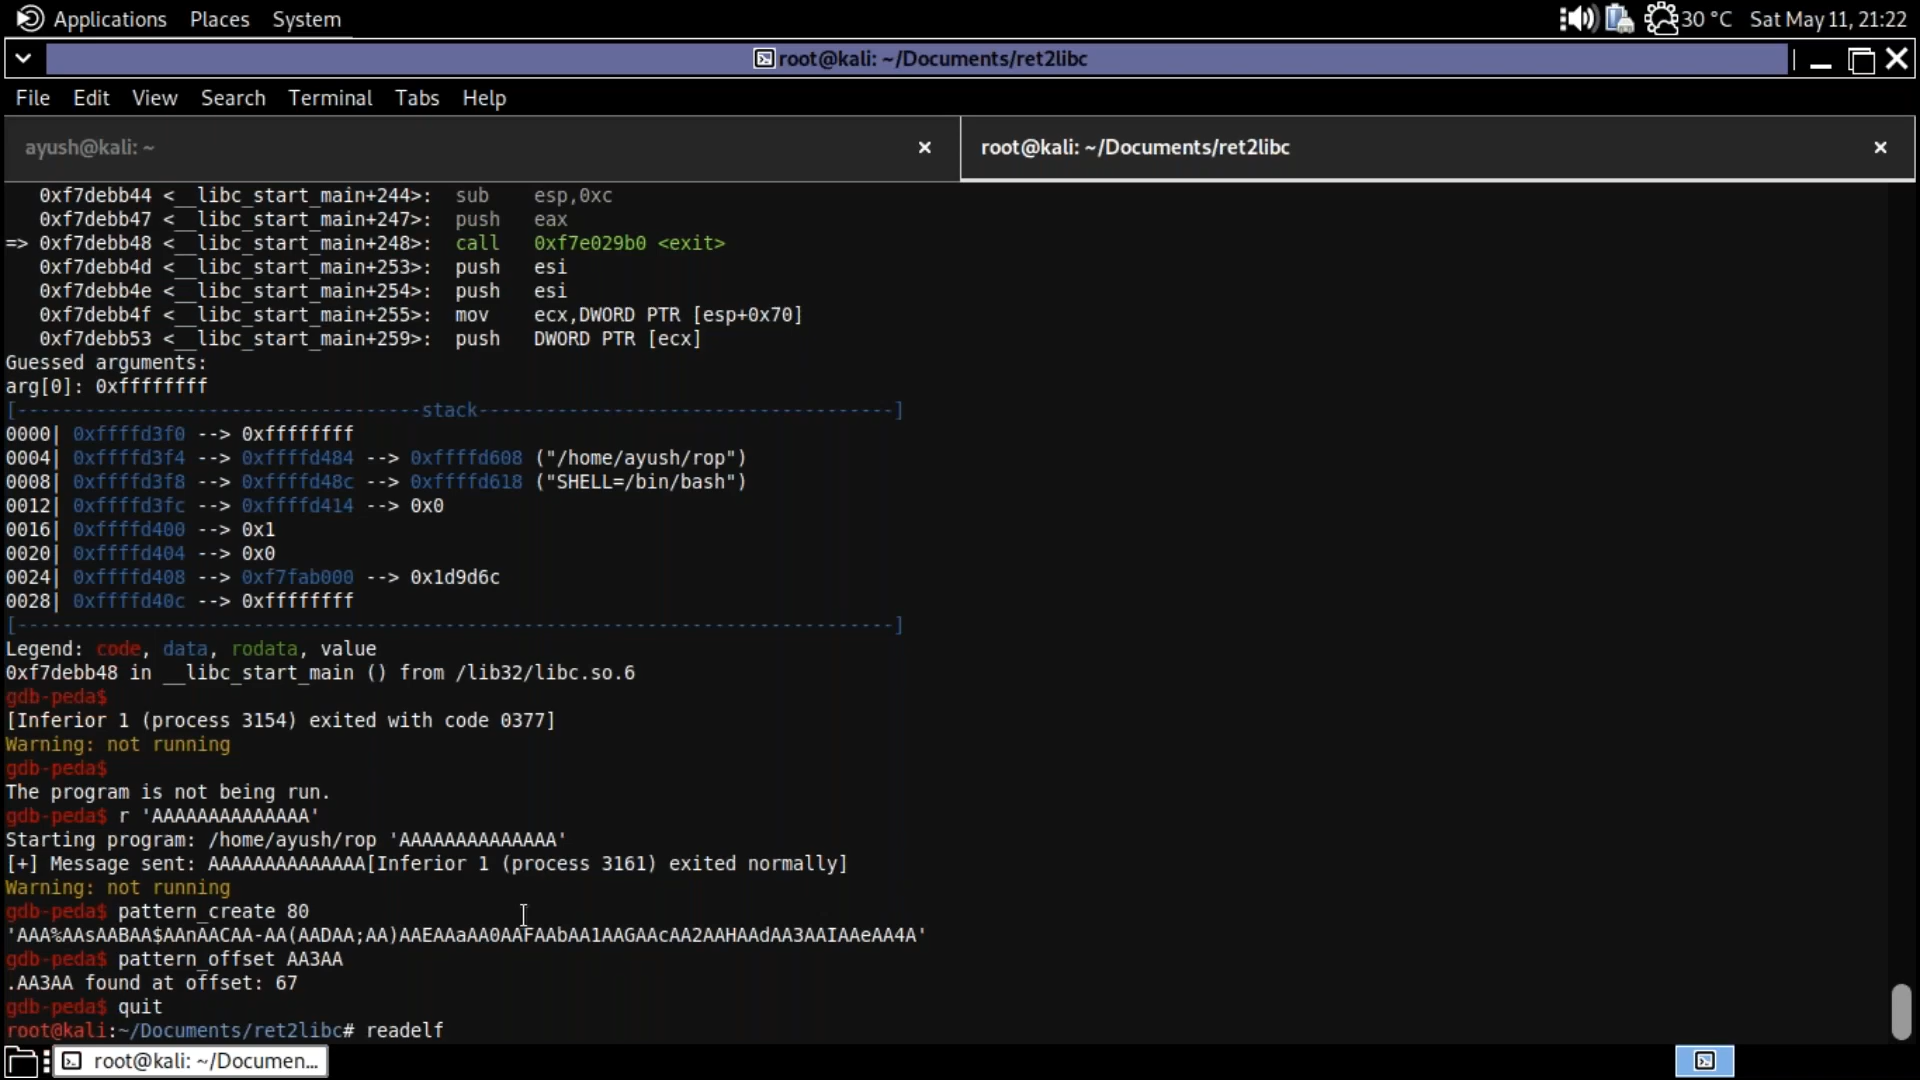 Applications Places System 30 °C Sat May 11, 21:22
root@kali: ~/Documents/ret2libc
File Edit View Search Terminal Tabs Help
ayush@kali: ~ × root@kali: ~/Documents/ret2libc ×
   0xf7debb44 <__libc_start_main+244>:  sub    esp,0xc
   0xf7debb47 <__libc_start_main+247>:  push   eax
=> 0xf7debb48 <__libc_start_main+248>:  call   0xf7e029b0 <exit>
   0xf7debb4d <__libc_start_main+253>:  push   esi
   0xf7debb4e <__libc_start_main+254>:  push   esi
   0xf7debb4f <__libc_start_main+255>:  mov    ecx,DWORD PTR [esp+0x70]
   0xf7debb53 <__libc_start_main+259>:  push   DWORD PTR [ecx]
Guessed arguments:
arg[0]: 0xffffffff
[------------------------------------stack-------------------------------------]
0000| 0xffffd3f0 --> 0xffffffff
0004| 0xffffd3f4 --> 0xffffd484 --> 0xffffd608 ("/home/ayush/rop")
0008| 0xffffd3f8 --> 0xffffd48c --> 0xffffd618 ("SHELL=/bin/bash")
0012| 0xffffd3fc --> 0xffffd414 --> 0x0
0016| 0xffffd400 --> 0x1
0020| 0xffffd404 --> 0x0
0024| 0xffffd408 --> 0xf7fab000 --> 0x1d9d6c
0028| 0xffffd40c --> 0xffffffff
[------------------------------------------------------------------------------]
Legend: code, data, rodata, value
0xf7debb48 in __libc_start_main () from /lib32/libc.so.6
gdb-peda$
[Inferior 1 (process 3154) exited with code 0377]
Warning: not running
gdb-peda$
The program is not being run.
gdb-peda$ r 'AAAAAAAAAAAAAA'
Starting program: /home/ayush/rop 'AAAAAAAAAAAAAA'
[+] Message sent: AAAAAAAAAAAAAA[Inferior 1 (process 3161) exited normally]
Warning: not running
gdb-peda$ pattern_create 80
'AAA%AAsAABAA$AAnAACAA-AA(AADAA;AA)AAEAAaAA0AAFAAbAA1AAGAAcAA2AAHAAdAA3AAIAAeAA4A'
gdb-peda$ pattern_offset AA3AA
.AA3AA found at offset: 67
gdb-peda$ quit
root@kali:~/Documents/ret2libc# readelf
root@kali: ~/Documen...